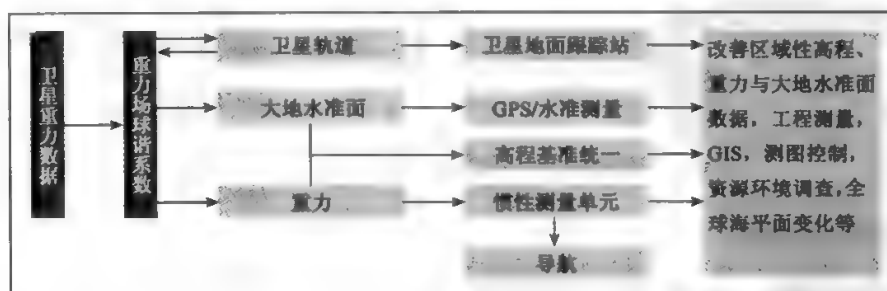 卫星重力数据
重力场球谐系数
卫星轨道
卫星地面跟踪站
大地水准面
GPS/水准测量
高程基准统一
重力
惯性测量单元
导航
改善区域性高程、
重力与大地水准面
数据，工程测量，
GIS，测图控制，
资源环境调查，全
球海平面变化等